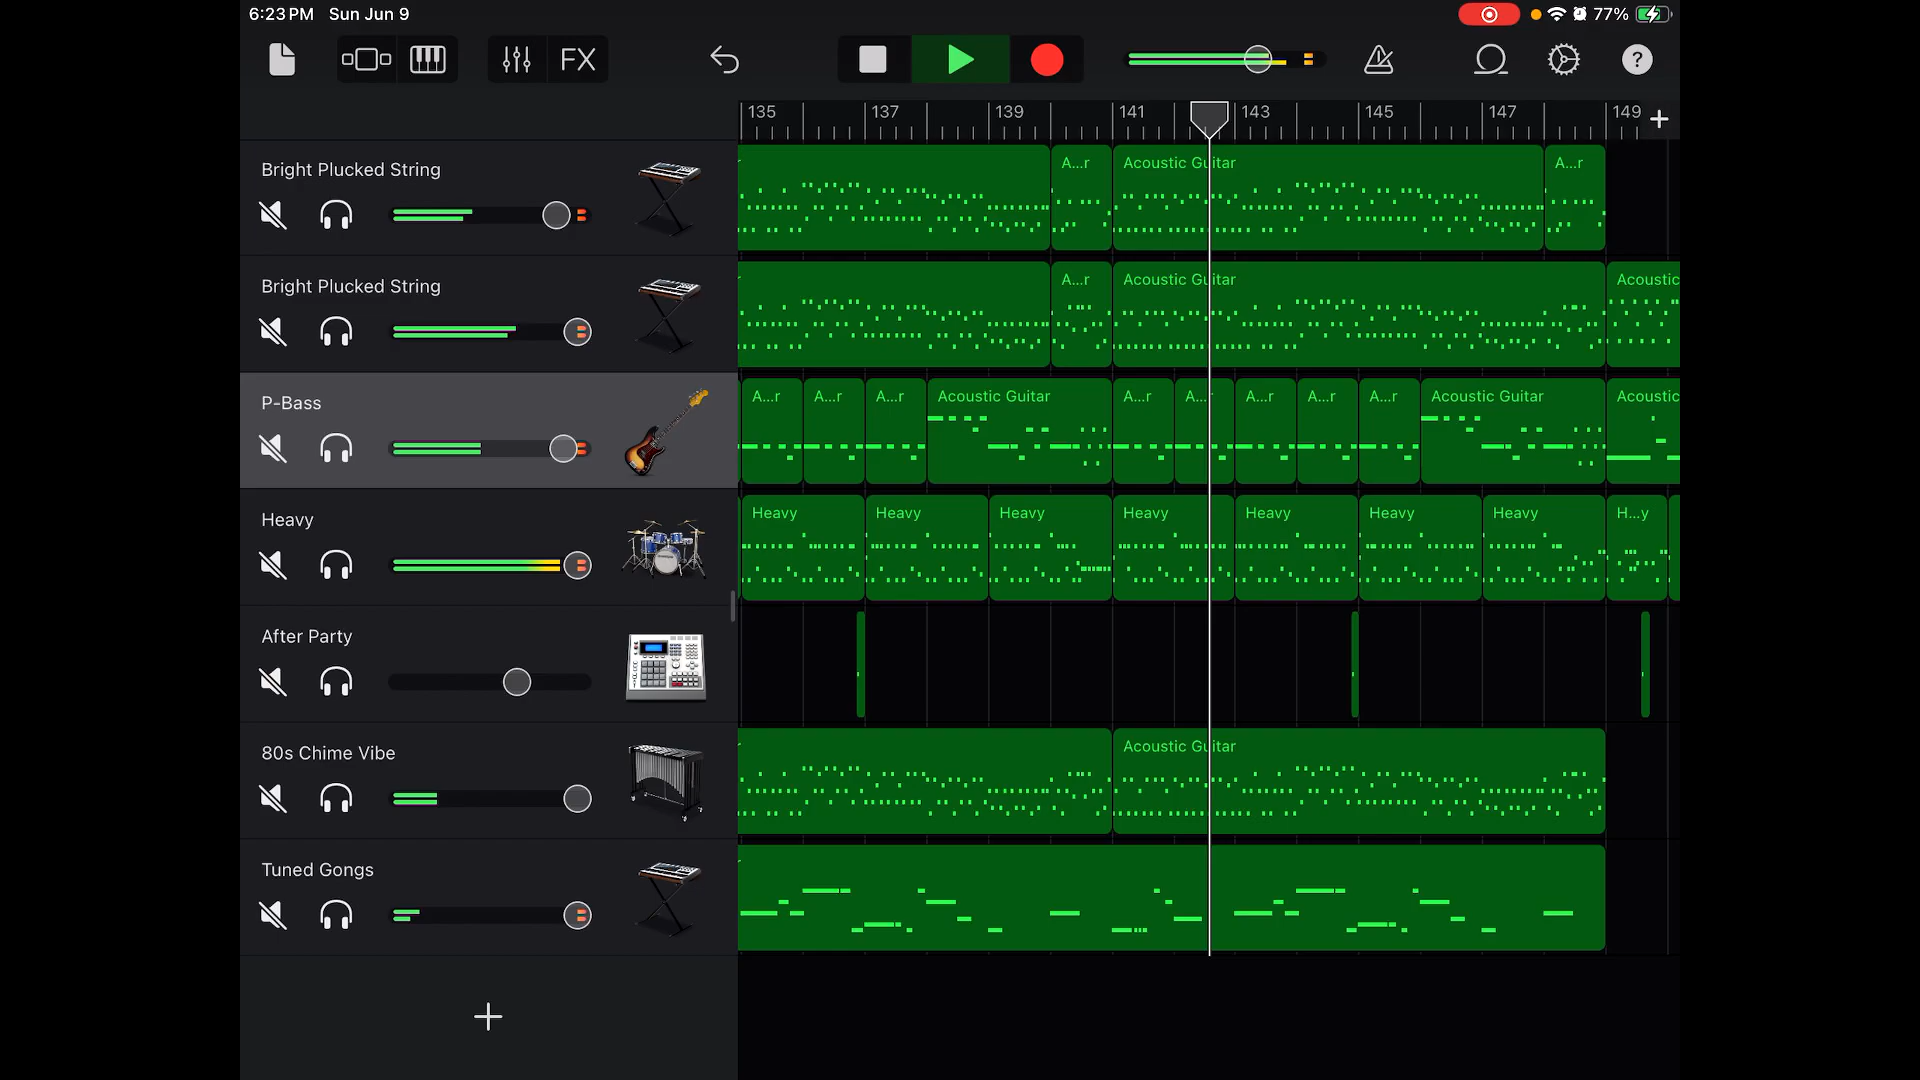 6:23 PM Sun Jun 9 77%
FX ?
135 137 139 141 143 145 147 149
Bright Plucked String
A...r Acoustic Guitar A...r
Bright Plucked String
A...r Acoustic Guitar Acoustic
P-Bass
A...r A...r A...r Acoustic Guitar A...r A... A...r A...r A...r Acoustic Guitar Acoustic
Heavy
Heavy Heavy Heavy Heavy Heavy Heavy Heavy H...y
After Party
80s Chime Vibe
Acoustic Guitar
Tuned Gongs